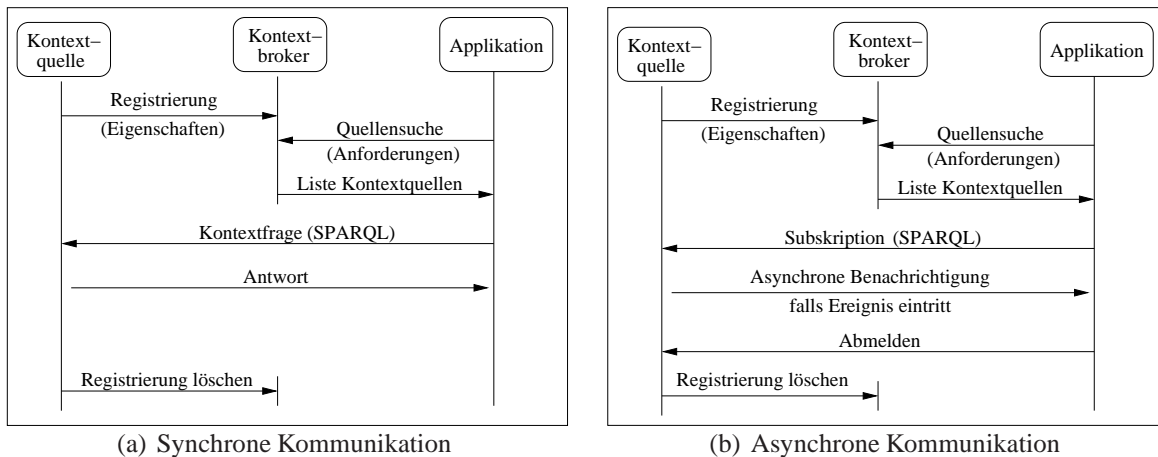 Kontext–
quelle
Kontext–
broker
Applikation
Registrierung
(Eigenschaften)
Quellensuche
(Anforderungen)
Liste Kontextquellen
Kontextfrage (SPARQL)
Antwort
Registrierung löschen
(a) Synchrone Kommunikation
Kontext–
quelle
Kontext–
broker
Applikation
Registrierung
(Eigenschaften)
Quellensuche
(Anforderungen)
Liste Kontextquellen
Subskription (SPARQL)
Asynchrone Benachrichtigung
falls Ereignis eintritt
Abmelden
Registrierung löschen
(b) Asynchrone Kommunikation